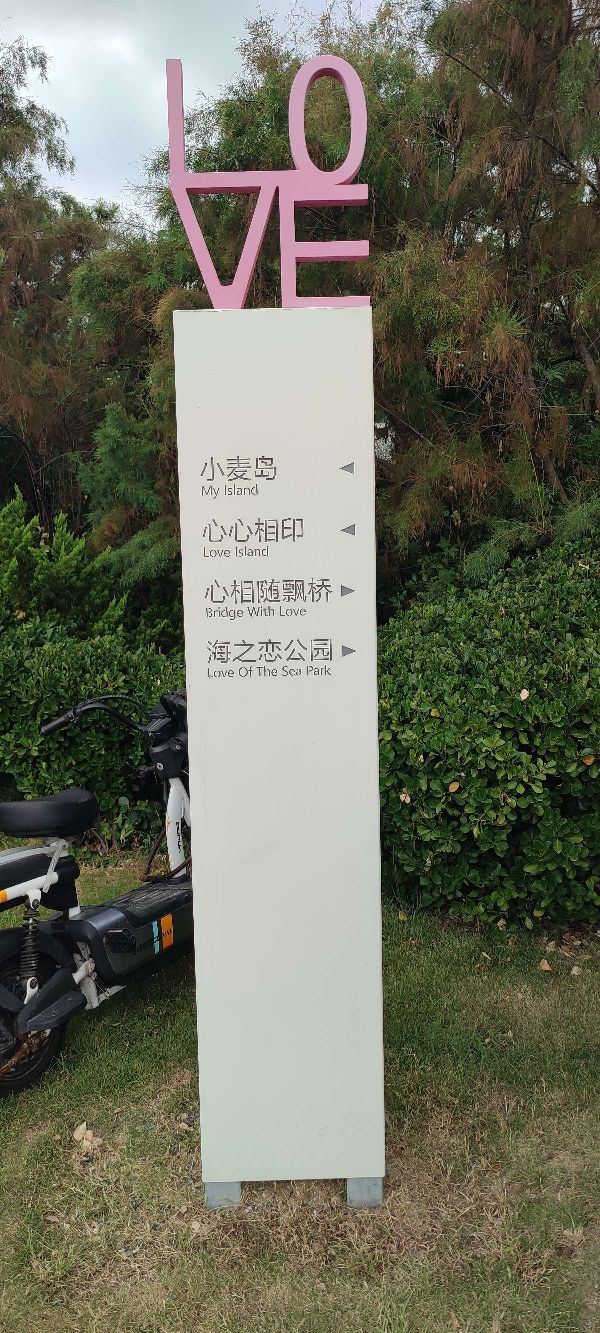 LO
VE
小麦岛
My Island
心心相印
Love Island
心相随飘桥
Bridge With Love
海之恋公园
Love Of The Sea Park